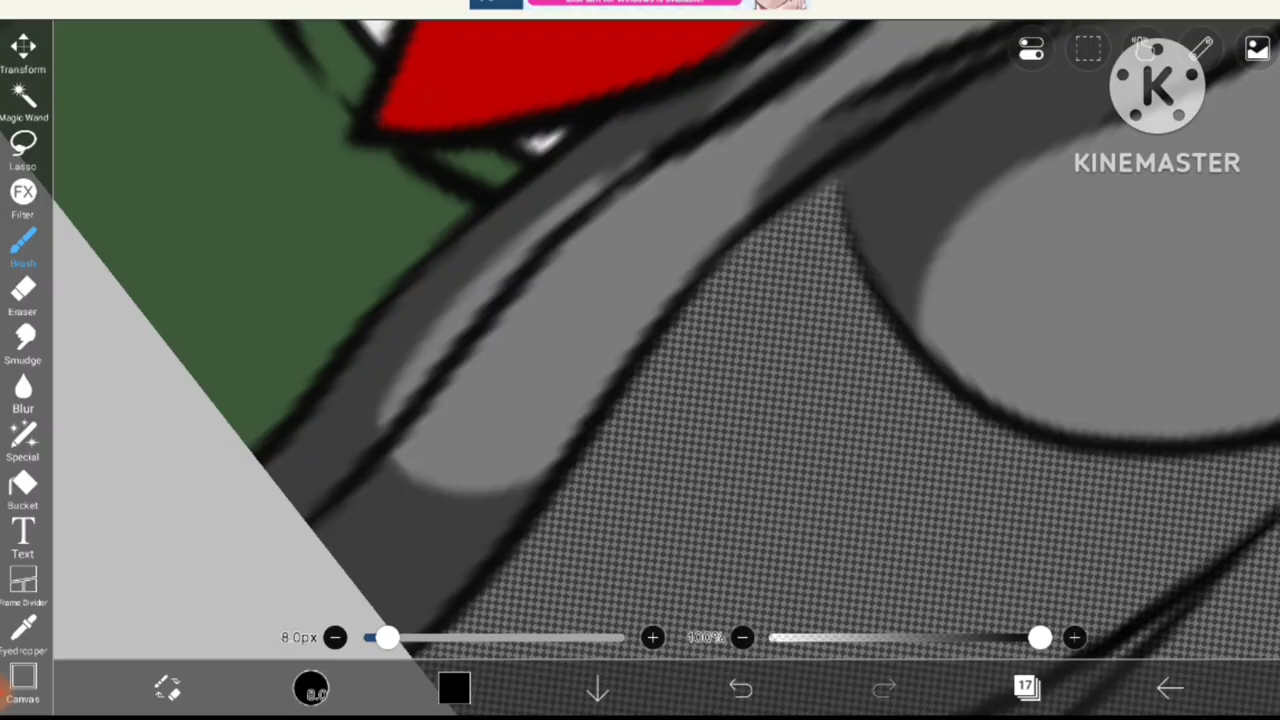 Transform
Magic Wand
Lasso
FX
Filter
Brush
Eraser
Smudge
Blur
Special
Bucket
T
Text
Frame Divider
Eyedropper
Canvas
K
KINEMASTER
8.0px
100%
8.0
17